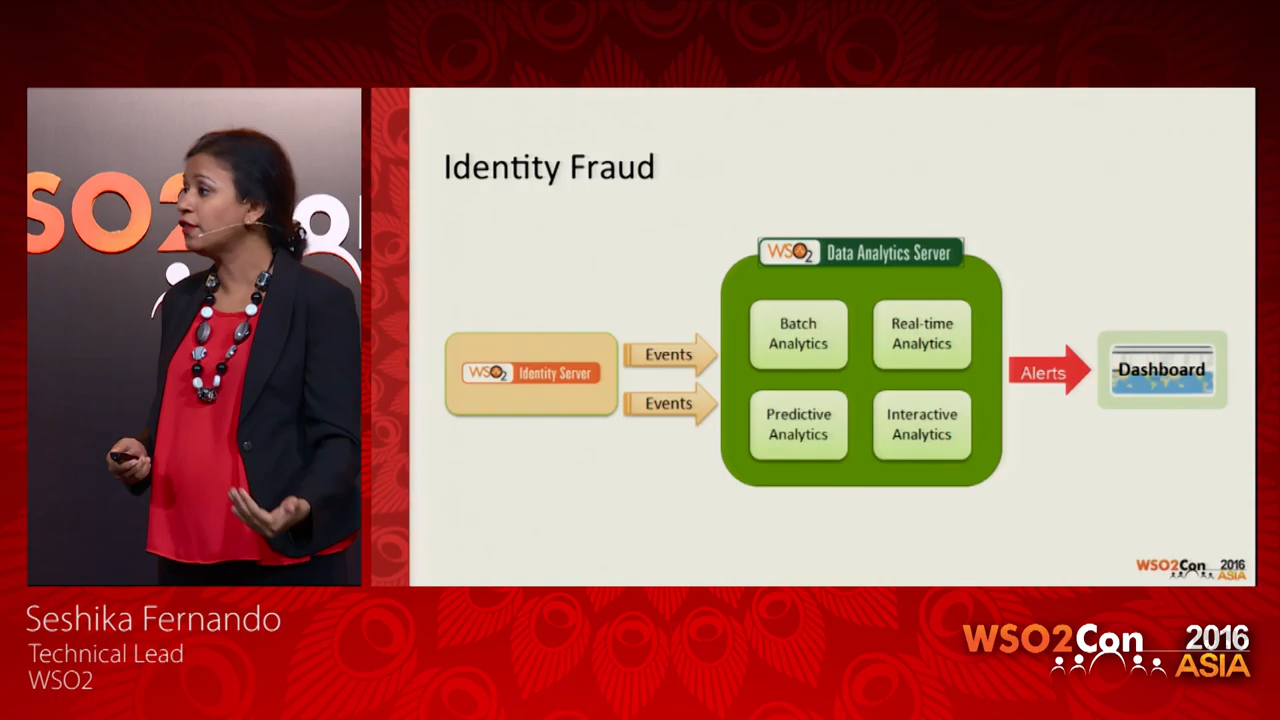 SO2
Identity Fraud
WSO2 Data Analytics Server
Batch
Analytics
Real-time
Analytics
Predictive
Analytics
Interactive
Analytics
WSO2 Identity Server
Events
Events
Alerts
Dashboard
WSO2Con 2016
ASIA
Seshika Fernando
Technical Lead
WSO2
WSO2Con 2016
ASIA